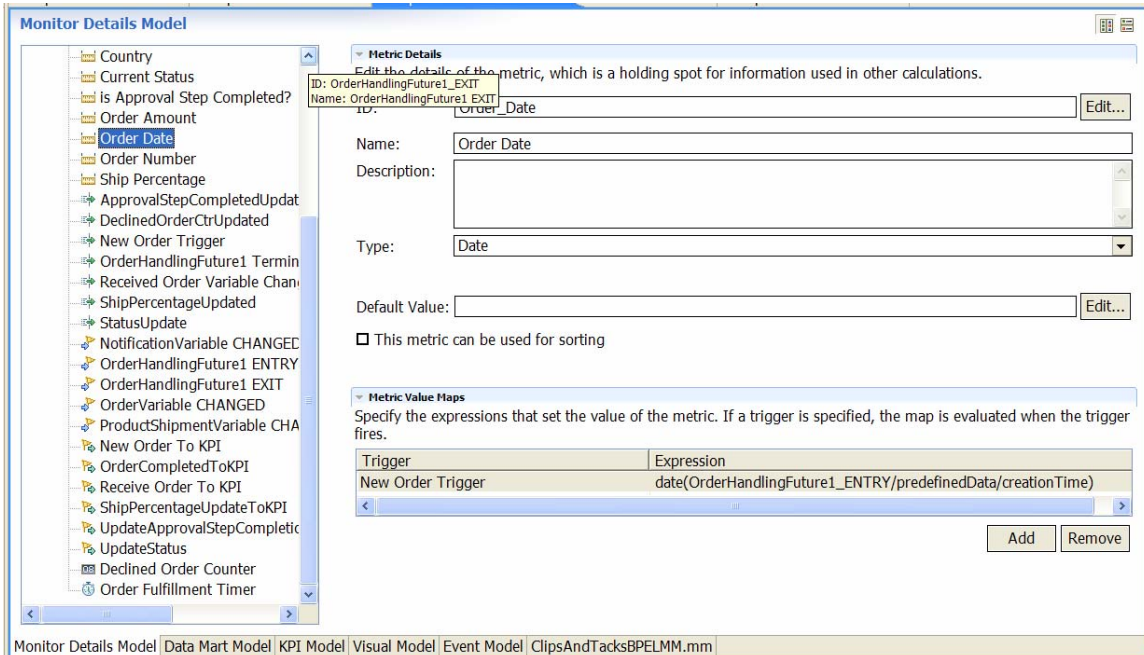 Monitor Details Model
Country
Current Status
is Approval Step Completed?
Order Amount
Order Date
Order Number
Ship Percentage
ApprovalStepCompletedUpdat
DeclinedOrderCtrUpdated
New Order Trigger
OrderHandlingFuture1 Termin
Received Order Variable Chan
ShipPercentageUpdated
StatusUpdate
NotificationVariable CHANGED
OrderHandlingFuture1 ENTRY
OrderHandlingFuture1 EXIT
OrderVariable CHANGED
ProductShipmentVariable CHA
New Order To KPI
OrderCompletedToKPI
Receive Order To KPI
ShipPercentageUpdateToKPI
UpdateApprovalStepCompletio
UpdateStatus
Declined Order Counter
Order Fulfillment Timer
ID: OrderHandlingFuture1_EXIT
Name: OrderHandlingFuture1 EXIT
Metric Details
Edit the details of the metric, which is a holding spot for information used in other calculations.
ID: Order_Date Edit...
Name: Order Date
Description:
Type: Date
Default Value: Edit...
This metric can be used for sorting
Metric Value Maps
Specify the expressions that set the value of the metric. If a trigger is specified, the map is evaluated when the trigger
fires.
Trigger Expression
New Order Trigger date(OrderHandlingFuture1_ENTRY/predefinedData/creationTime)
Add Remove
Monitor Details Model Data Mart Model KPI Model Visual Model Event Model ClipsAndTacksBPELMM.mm